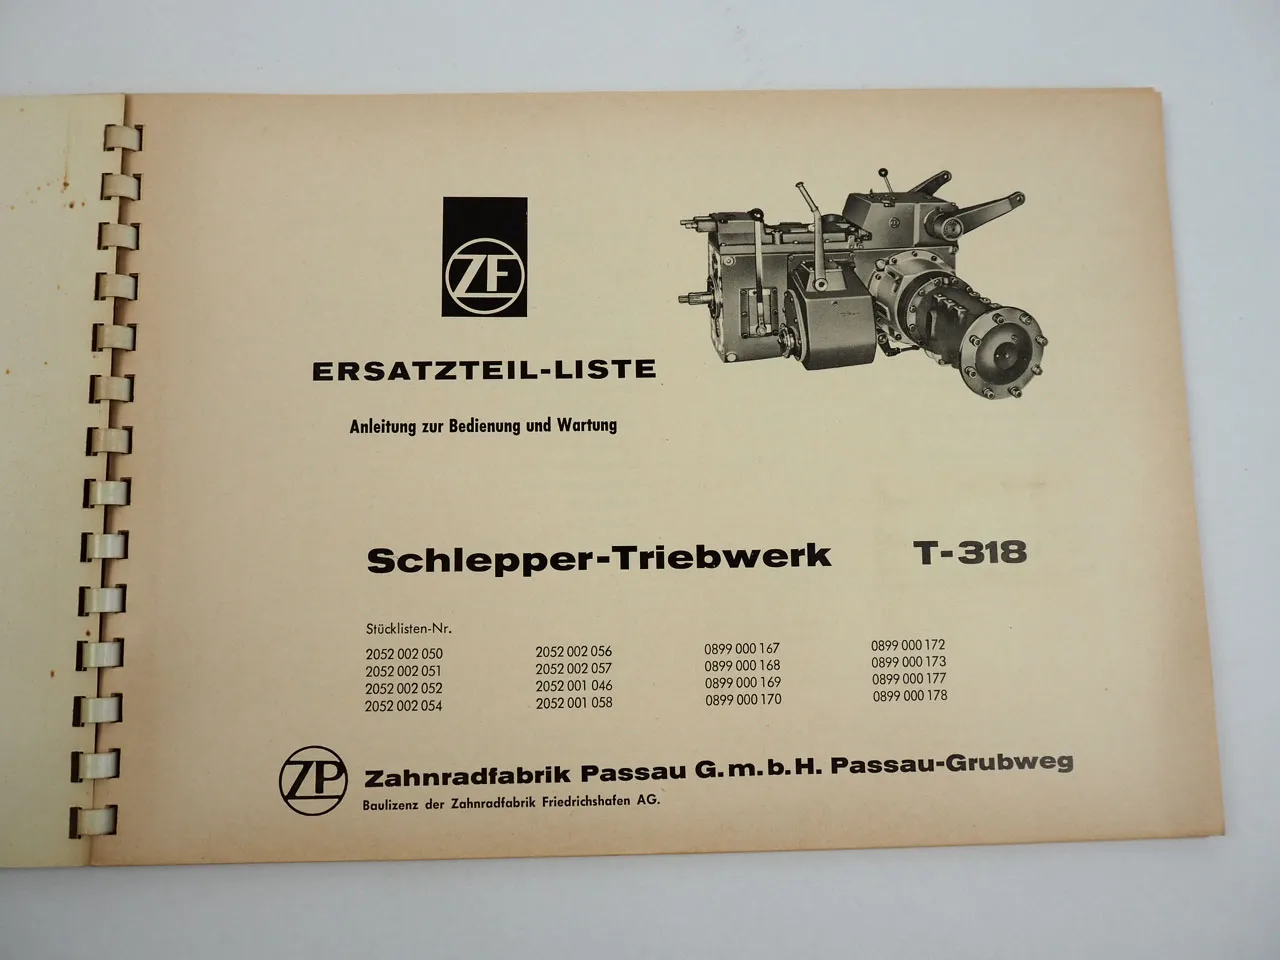 ZF
ERSATZTEIL-LISTE
Anleitung zur Bedienung und Wartung
Schlepper-Triebwerk T-318
Stücklisten-Nr.
2052 002 050 2052 002 056 0899 000 167 0899 000 172
2052 002 051 2052 002 057 0899 000 168 0899 000 173
2052 002 052 2052 001 046 0899 000 169 0899 000 177
2052 002 054 2052 001 058 0899 000 170 0899 000 178
ZP Zahnradfabrik Passau G.m.b.H. Passau-Grubweg
Baulizenz der Zahnradfabrik Friedrichshafen AG.